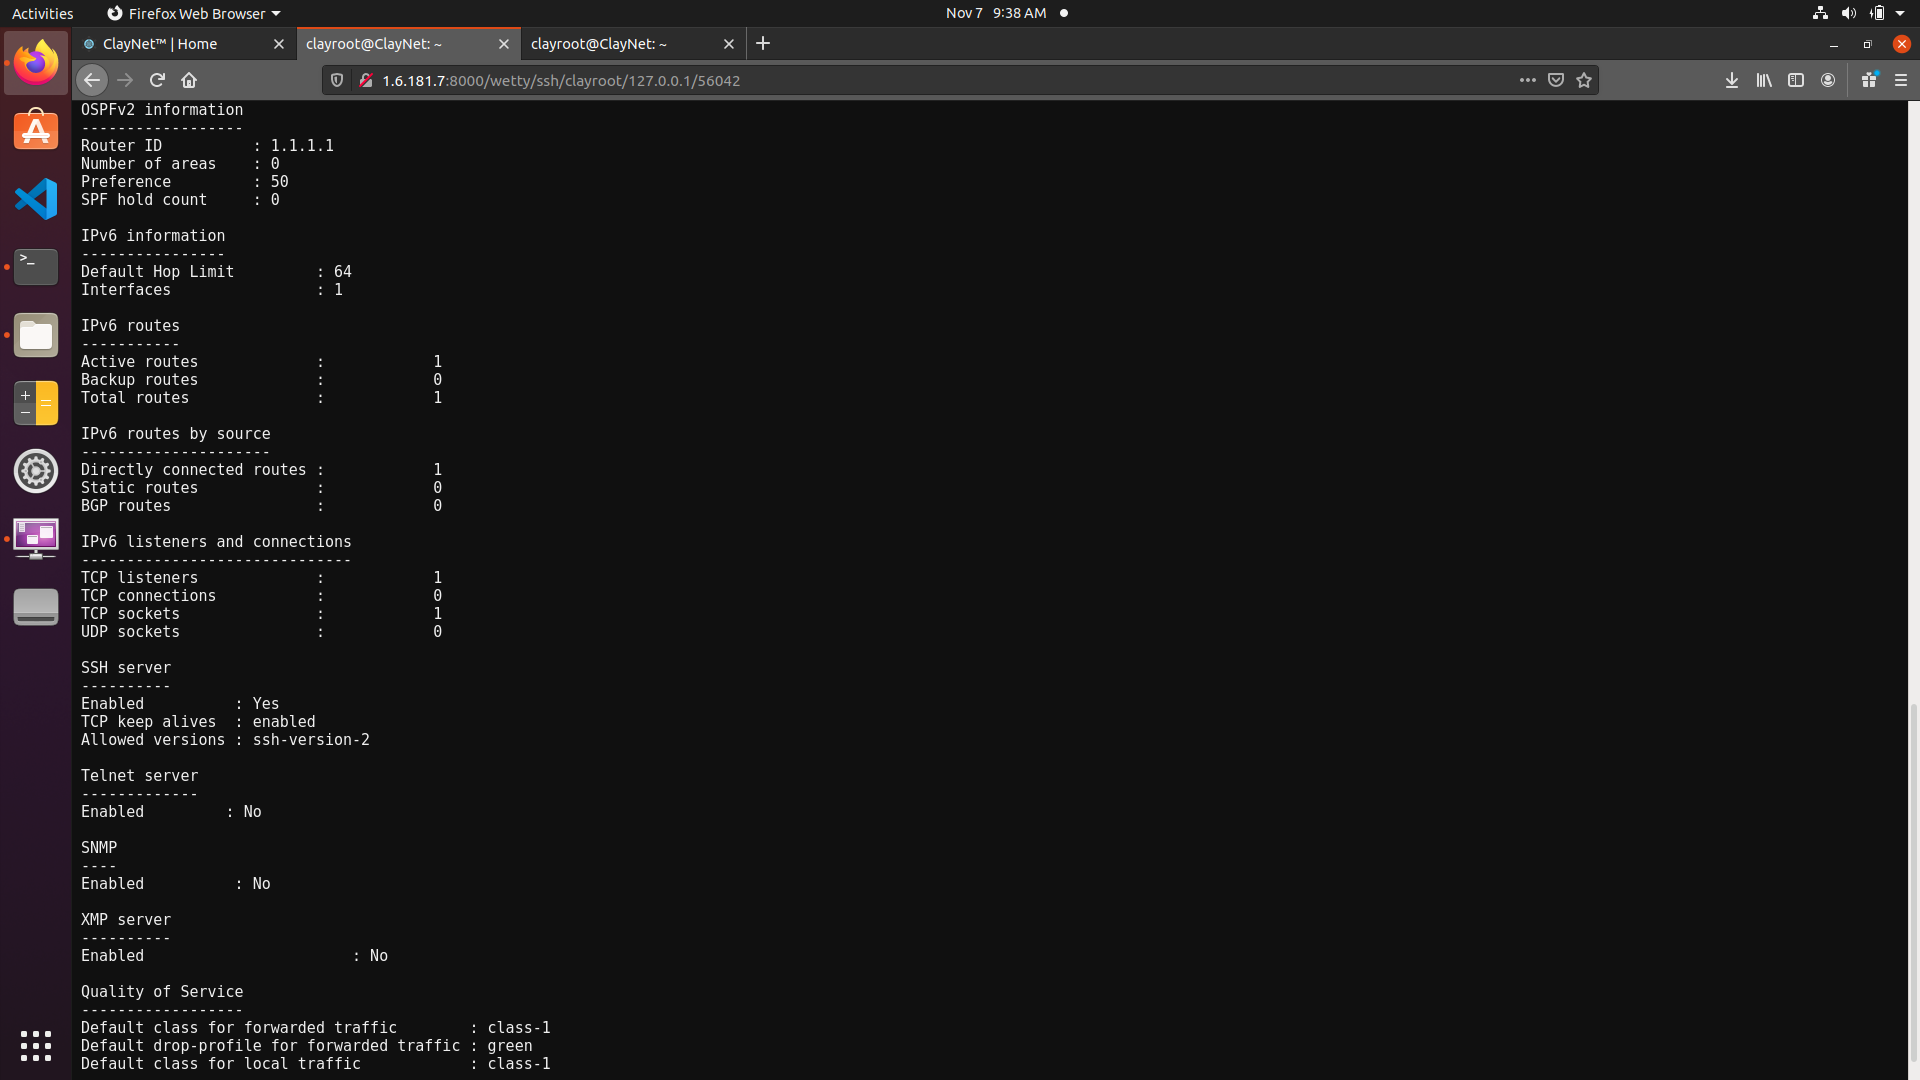 Activities
Firefox Web Browser
Nov 7 9:38 AM
ClayNet™ | Home
clayroot@ClayNet: ~
clayroot@ClayNet: ~
1.6.181.7:8000/wetty/ssh/clayroot/127.0.0.1/56042
OSPFv2 information
------------------
Router ID          : 1.1.1.1
Number of areas    : 0
Preference         : 50
SPF hold count     : 0
IPv6 information
----------------
Default Hop Limit         : 64
Interfaces                : 1
IPv6 routes
-----------
Active routes             :            1
Backup routes             :            0
Total routes              :            1
IPv6 routes by source
---------------------
Directly connected routes :            1
Static routes             :            0
BGP routes                :            0
IPv6 listeners and connections
------------------------------
TCP listeners             :            1
TCP connections           :            0
TCP sockets               :            1
UDP sockets               :            0
SSH server
----------
Enabled          : Yes
TCP keep alives  : enabled
Allowed versions : ssh-version-2
Telnet server
-------------
Enabled         : No
SNMP
----
Enabled          : No
XMP server
----------
Enabled                       : No
Quality of Service
------------------
Default class for forwarded traffic        : class-1
Default drop-profile for forwarded traffic : green
Default class for local traffic            : class-1